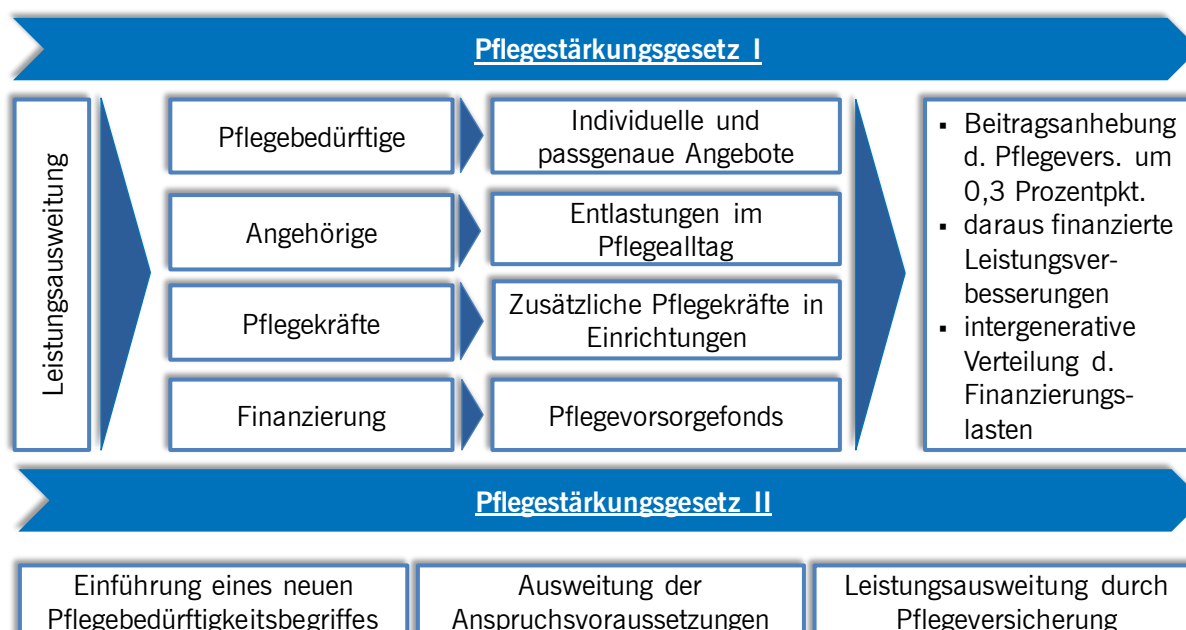 Pflegestärkungsgesetz I
Leistungsausweitung
Pflegebedürftige
Individuelle und
passgenaue Angebote
Angehörige
Entlastungen im
Pflegealltag
Pflegekräfte
Zusätzliche Pflegekräfte in
Einrichtungen
Finanzierung
Pflegevorsorgefonds
▪ Beitragsanhebung
d. Pflegevers. um
0,3 Prozentpkt.
▪ daraus finanzierte
Leistungsver-
besserungen
▪ intergenerative
Verteilung d.
Finanzierungs-
lasten
Pflegestärkungsgesetz II
Einführung eines neuen
Pflegebedürftigkeitsbegriffes
Ausweitung der
Anspruchsvoraussetzungen
Leistungsausweitung durch
Pflegeversicherung